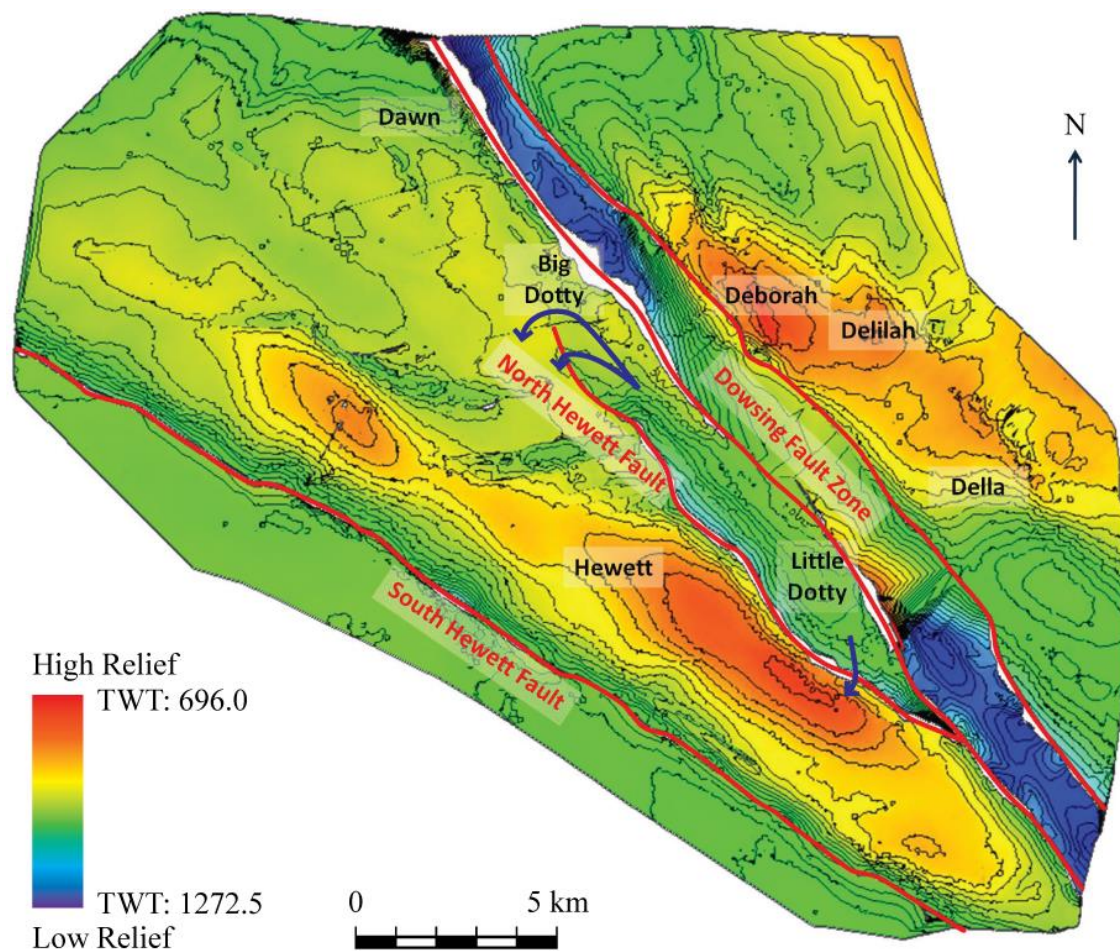 Dawn
N
Big
Dotty
Deborah
Delilah
North Hewett Fault
Dowsing Fault Zone
Della
Hewett
Little
Dotty
South Hewett Fault
High Relief
TWT: 696.0
TWT: 1272.5
Low Relief
0
5 km